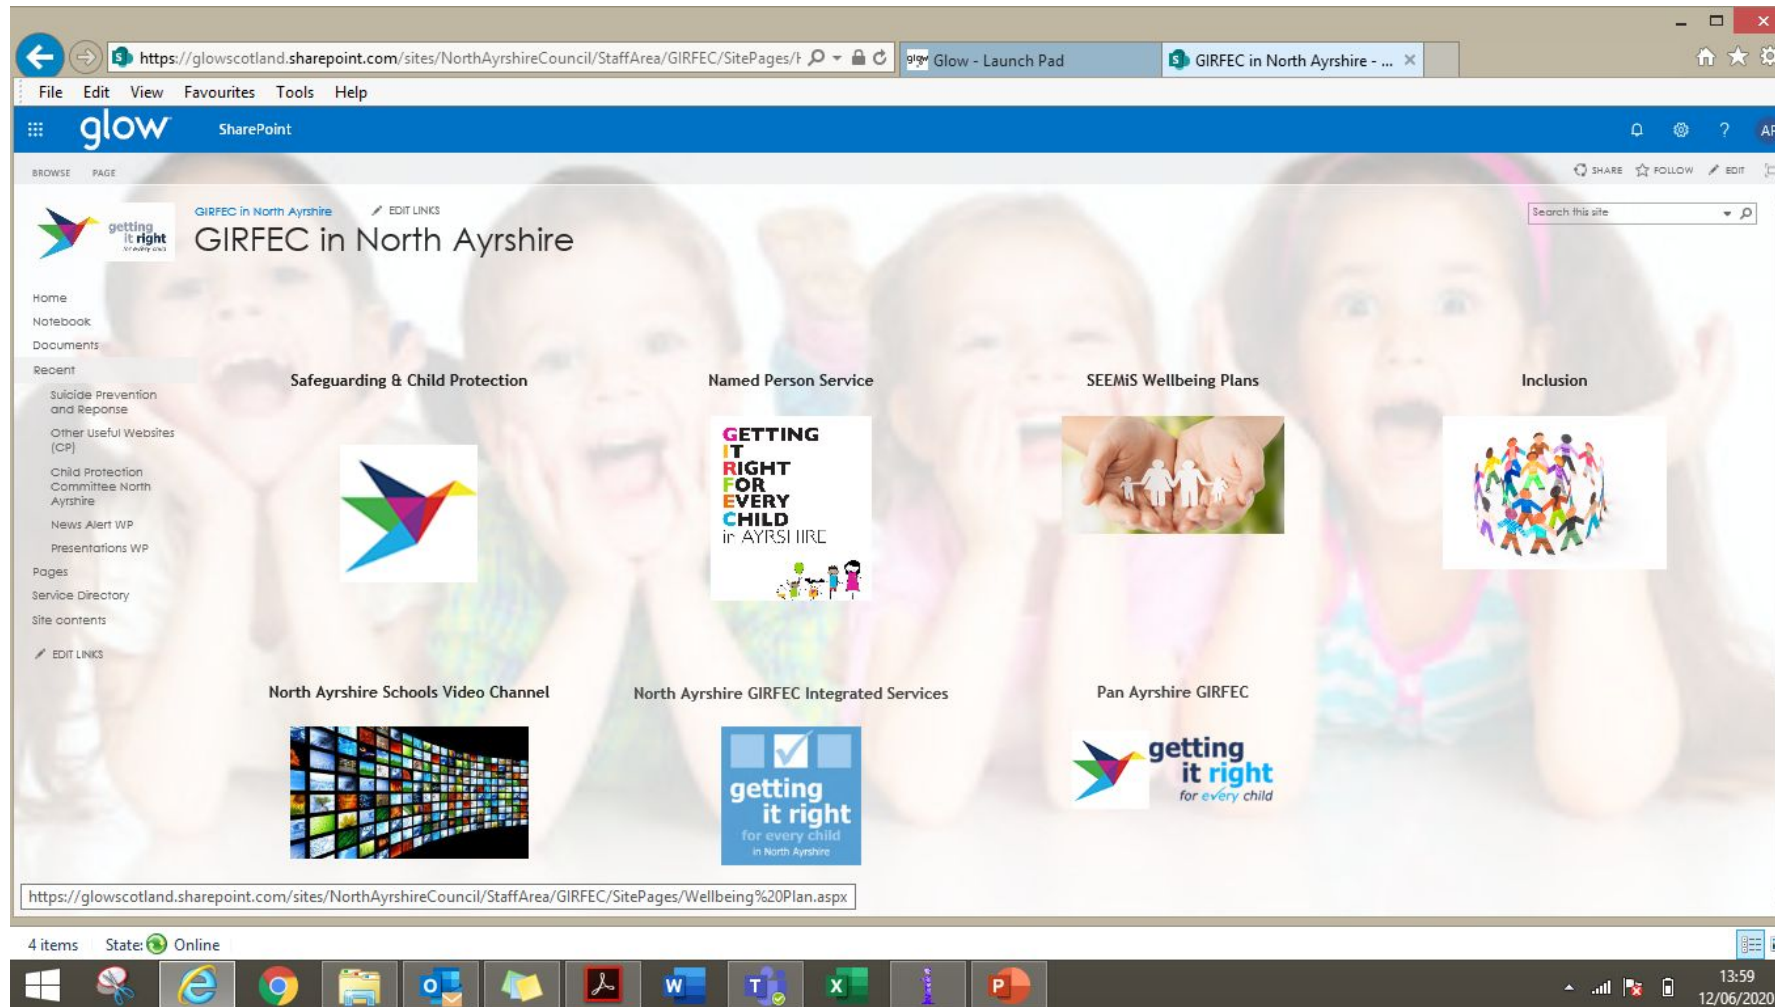 https://glowscotland.sharepoint.com/sites/NorthAyrshireCouncil/StaffArea/GIRFEC/SitePages/
glow Glow - Launch Pad
S GIRFEC in North Ayrshire - ...
File Edit View Favourites Tools Help
glow SharePoint
? AF
BROWSE PAGE
SHARE FOLLOW EDIT
getting
it right
for every child
GIRFEC in North Ayrshire EDIT LINKS
GIRFEC in North Ayrshire
Search this site
Home
Notebook
Documents
Recent
Suicide Prevention
and Reponse
Other Useful Websites
(CP)
Child Protection
Committee North
Ayrshire
News Alert WP
Presentations WP
Pages
Service Directory
Site contents
EDIT LINKS
Safeguarding & Child Protection
Named Person Service
GETTING
IT
RIGHT
FOR
EVERY
CHILD
in AYRSHIRE
SEEMiS Wellbeing Plans
Inclusion
North Ayrshire Schools Video Channel
North Ayrshire GIRFEC Integrated Services
getting
it right
for every child
in North Ayrshire
Pan Ayrshire GIRFEC
getting
it right
for every child
https://glowscotland.sharepoint.com/sites/NorthAyrshireCouncil/StaffArea/GIRFEC/SitePages/Wellbeing%20Plan.aspx
4 items State: Online
13:59
12/06/2020